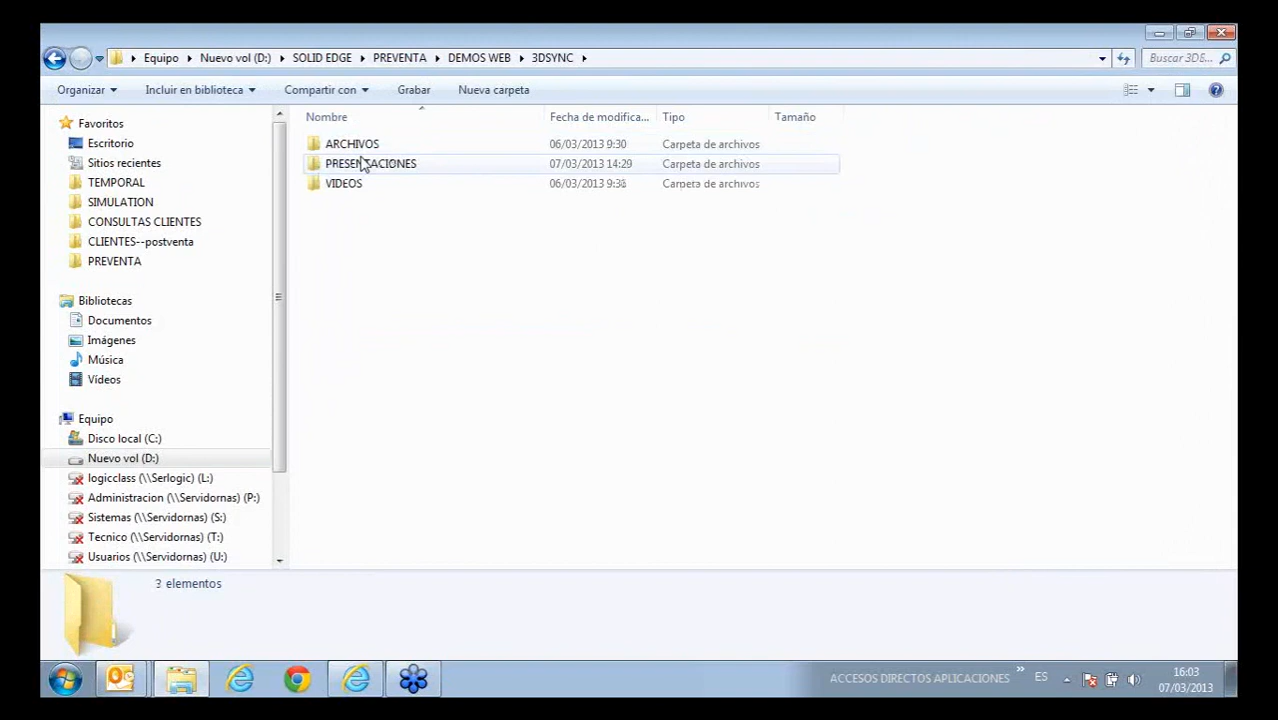 Equipo Nuevo vol (D:) SOLID EDGE PREVENTA DEMOS WEB 3DSYNC
Buscar 3DS...
Organizar Incluir en biblioteca Compartir con Grabar Nueva carpeta
Nombre Fecha de modifica... Tipo Tamaño
ARCHIVOS 06/03/2013 9:30 Carpeta de archivos
PRESENTACIONES 07/03/2013 14:29 Carpeta de archivos
VIDEOS 06/03/2013 9:38 Carpeta de archivos
Favoritos
Escritorio
Sitios recientes
TEMPORAL
SIMULATION
CONSULTAS CLIENTES
CLIENTES--postventa
PREVENTA
Bibliotecas
Documentos
Imágenes
Música
Vídeos
Equipo
Disco local (C:)
Nuevo vol (D:)
logicclass (\\Serlogic) (L:)
Administracion (\\Servidornas) (P:)
Sistemas (\\Servidornas) (S:)
Tecnico (\\Servidornas) (T:)
Usuarios (\\Servidornas) (U:)
3 elementos
ACCESOS DIRECTOS APLICACIONES » ES
16:03
07/03/2013